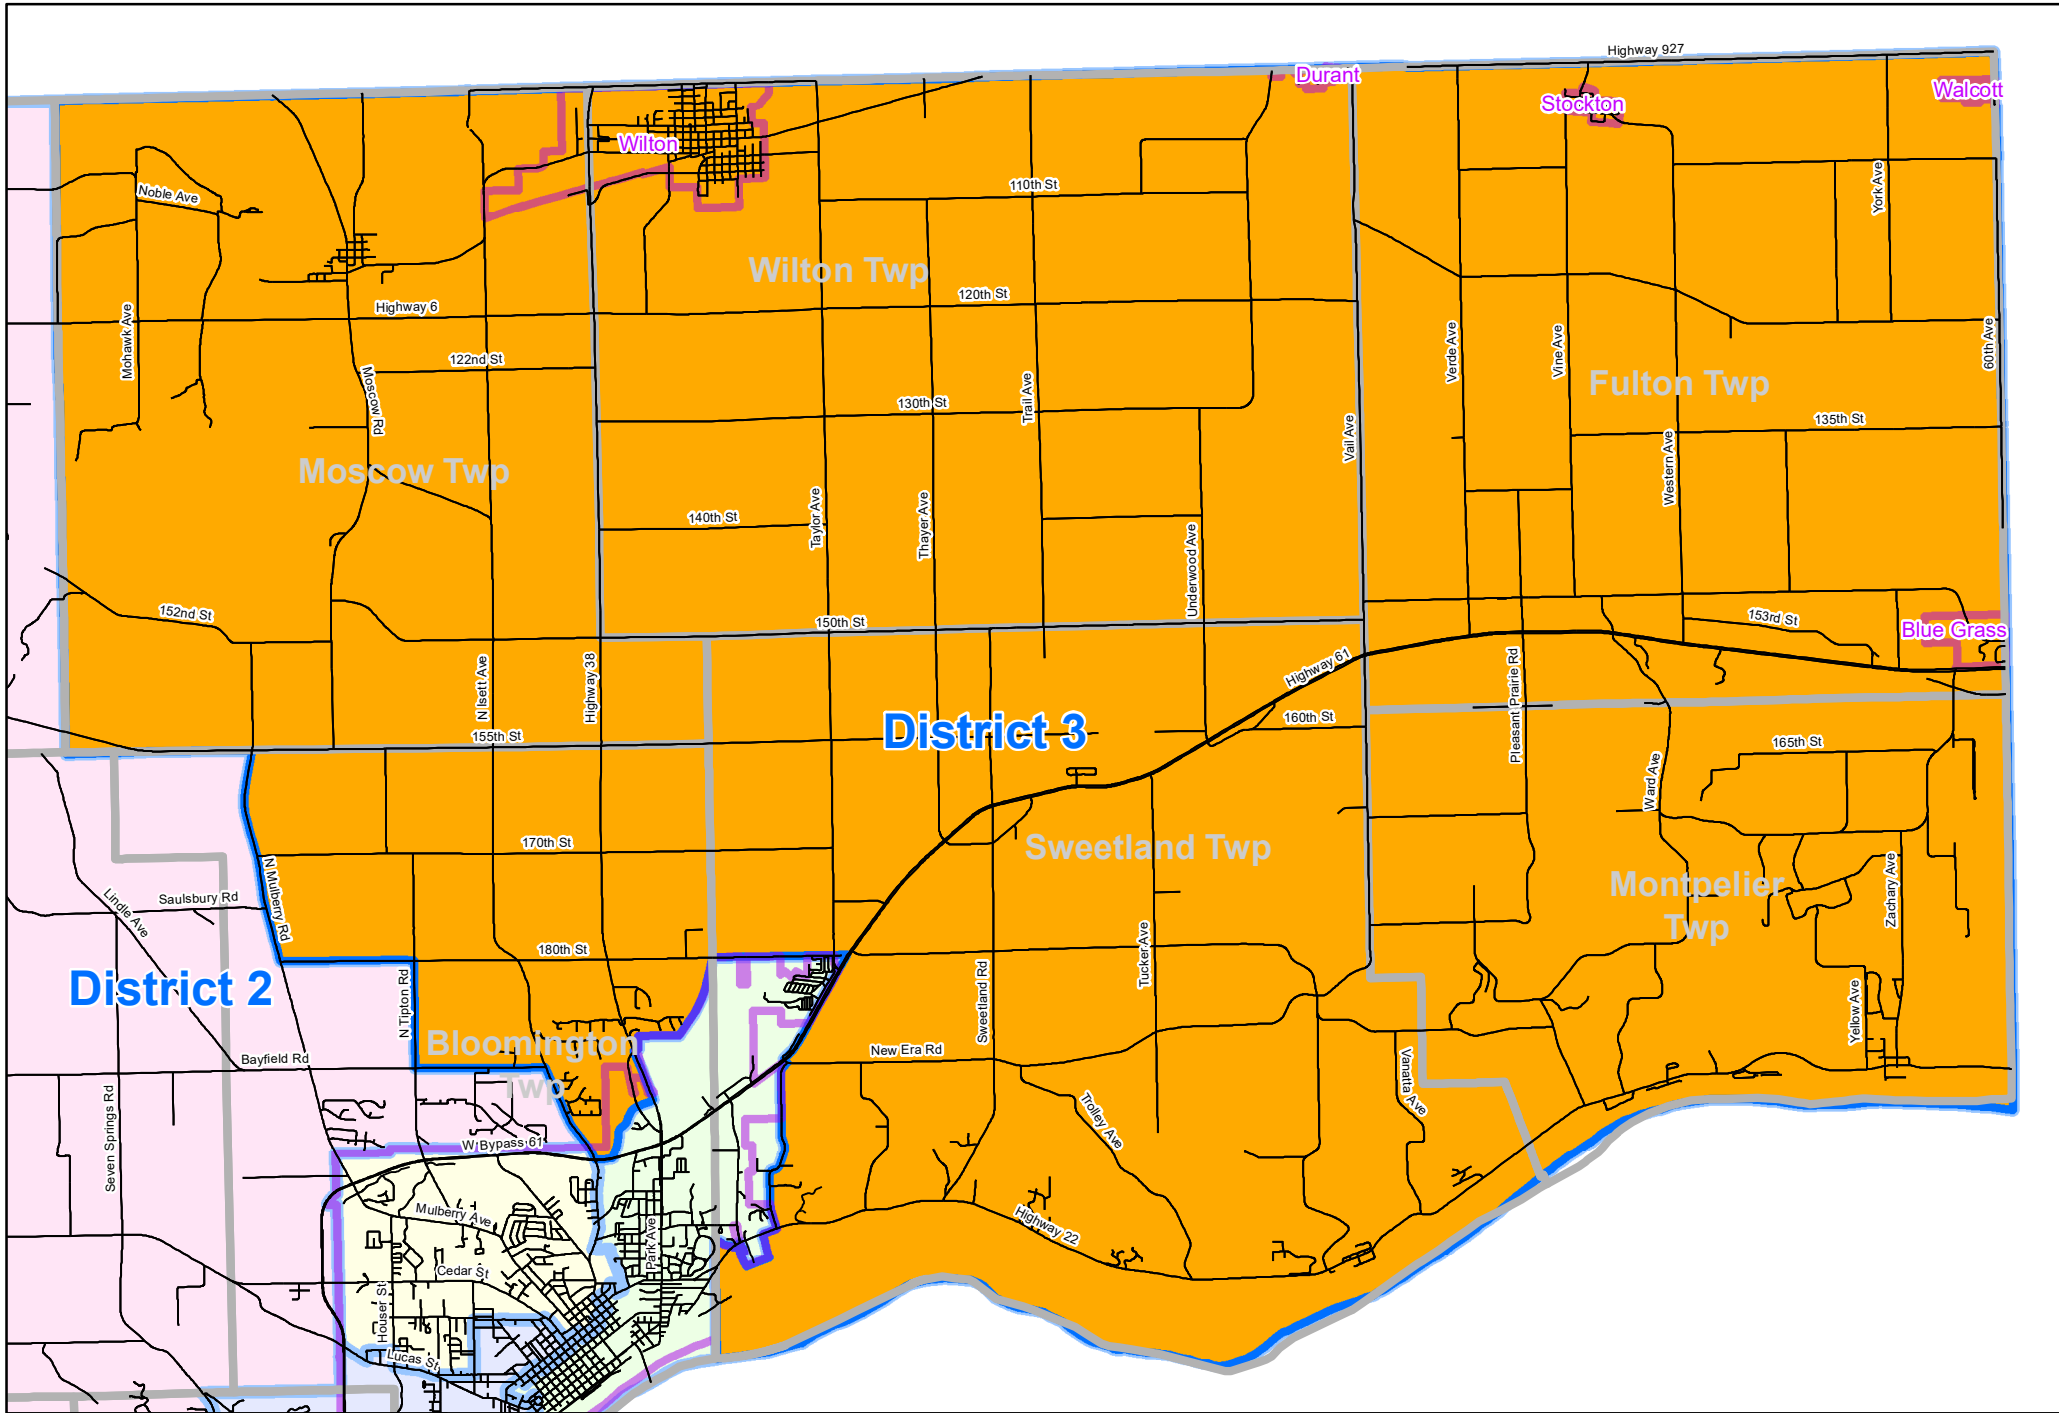 Highway 927
Durant
Walcott
Stockton
Wilton
Noble Ave
110th St
York Ave
Wilton Twp
120th St
Highway 6
Mohawk Ave
122nd St
Moscow Rd
Verde Ave
Vine Ave
60th Ave
Fulton Twp
Trail Ave
130th St
135th St
Vail Ave
Western Ave
Moscow Twp
Taylor Ave
Thayer Ave
140th St
Underwood Ave
152nd St
150th St
153rd St
Blue Grass
N Isett Ave
Highway 38
Highway 61
Pleasant Prairie Rd
District 3
160th St
155th St
165th St
Ward Ave
170th St
Sweetland Twp
Montpelier
Twp
Zachary Ave
N Mulberry Rd
Saulsbury Rd
Lindle Ave
180th St
Tucker Ave
Sweetland Rd
District 2
N Tipton Rd
Yellow Ave
Bloomington
Twp
Bayfield Rd
New Era Rd
Vanatta Ave
Trolley Ave
Seven Springs Rd
W Bypass 61
Mulberry Ave
Park Ave
Highway 22
Cedar St
Houser St
Lucas St